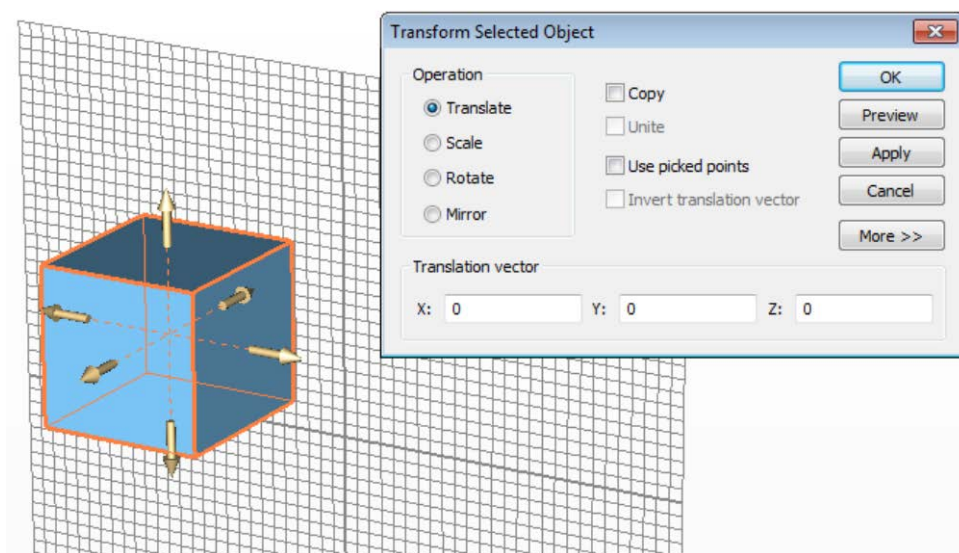 Transform Selected Object
Operation
Translate
Scale
Rotate
Mirror
Copy
Unite
Use picked points
Invert translation vector
OK
Preview
Apply
Cancel
More >>
Translation vector
X: 0 Y: 0 Z: 0